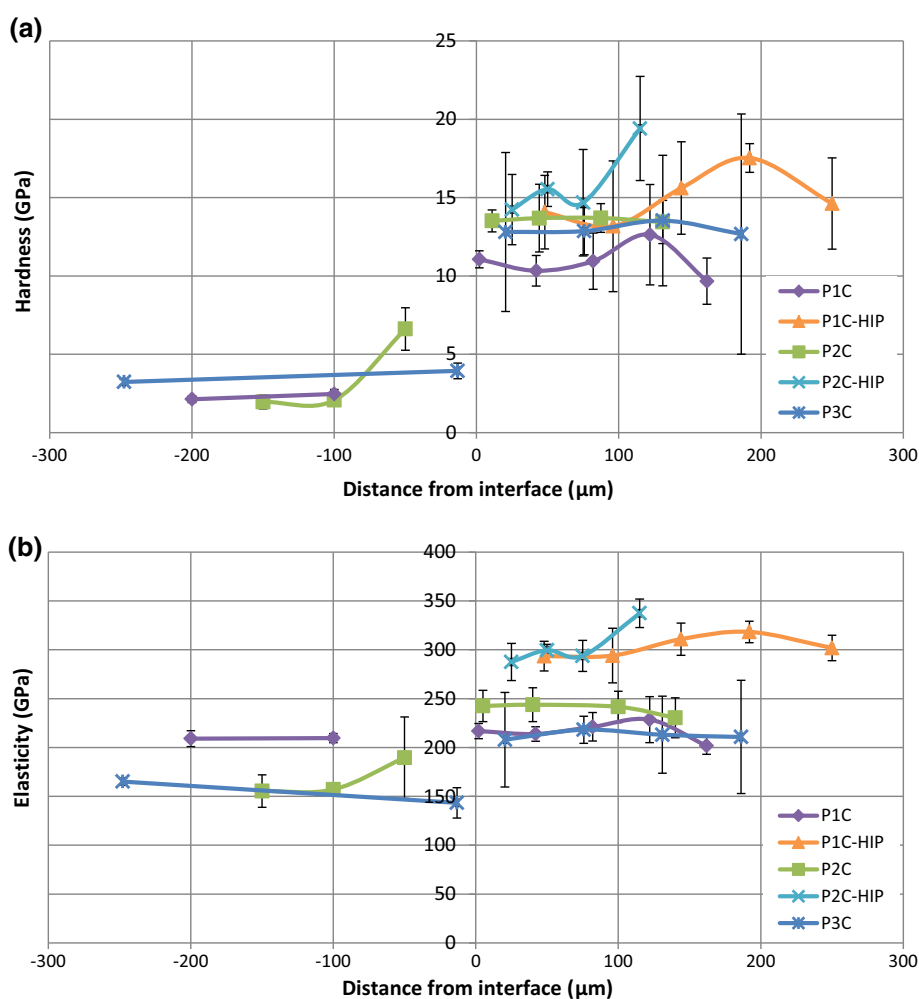 (a)
25
20
15
10
5
0
-300 -200 -100 0 100 200 300
Hardness (GPa)
Distance from interface (μm)
P1C
P1C-HIP
P2C
P2C-HIP
P3C
(b)
400
350
300
250
200
150
100
50
0
-300 -200 -100 0 100 200 300
Elasticity (GPa)
Distance from interface (μm)
P1C
P1C-HIP
P2C
P2C-HIP
P3C